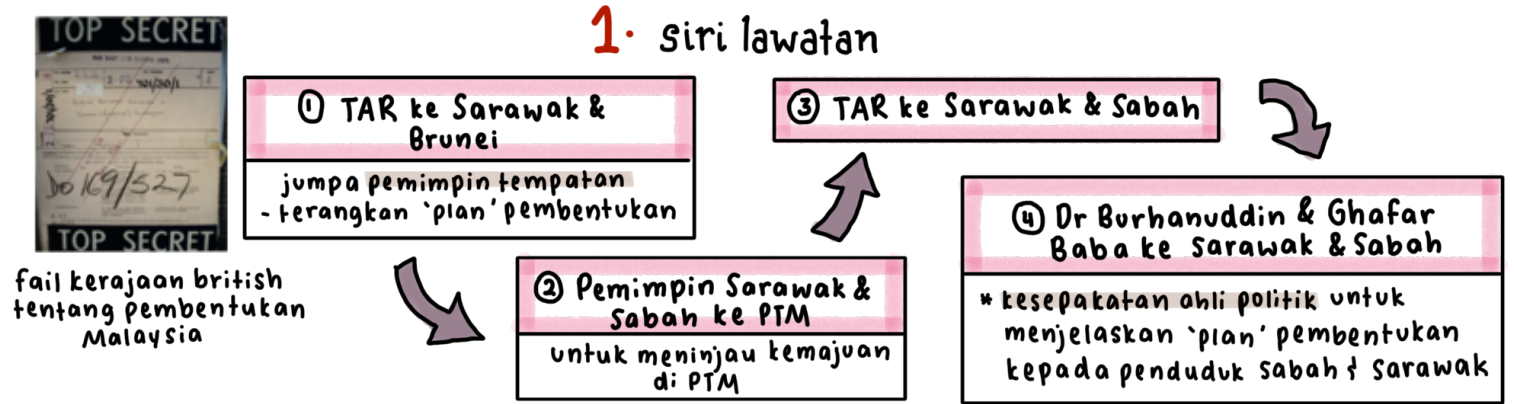 TOP SECRET
DO 169/527
TOP SECRET
fail kerajaan british
tentang pembentukan
Malaysia
1. siri lawatan
① TAR ke Sarawak &
Brunei
jumpa pemimpin tempatan
- terangkan 'plan' pembentukan
② Pemimpin Sarawak &
Sabah ke PTM
untuk meninjau kemajuan
di PTM
③ TAR ke Sarawak & Sabah
④ Dr Burhanuddin & Ghafar
Baba ke Sarawak & Sabah
* kesepakatan ahli politik untuk
menjelaskan 'plan' pembentukan
kepada penduduk Sabah & Sarawak